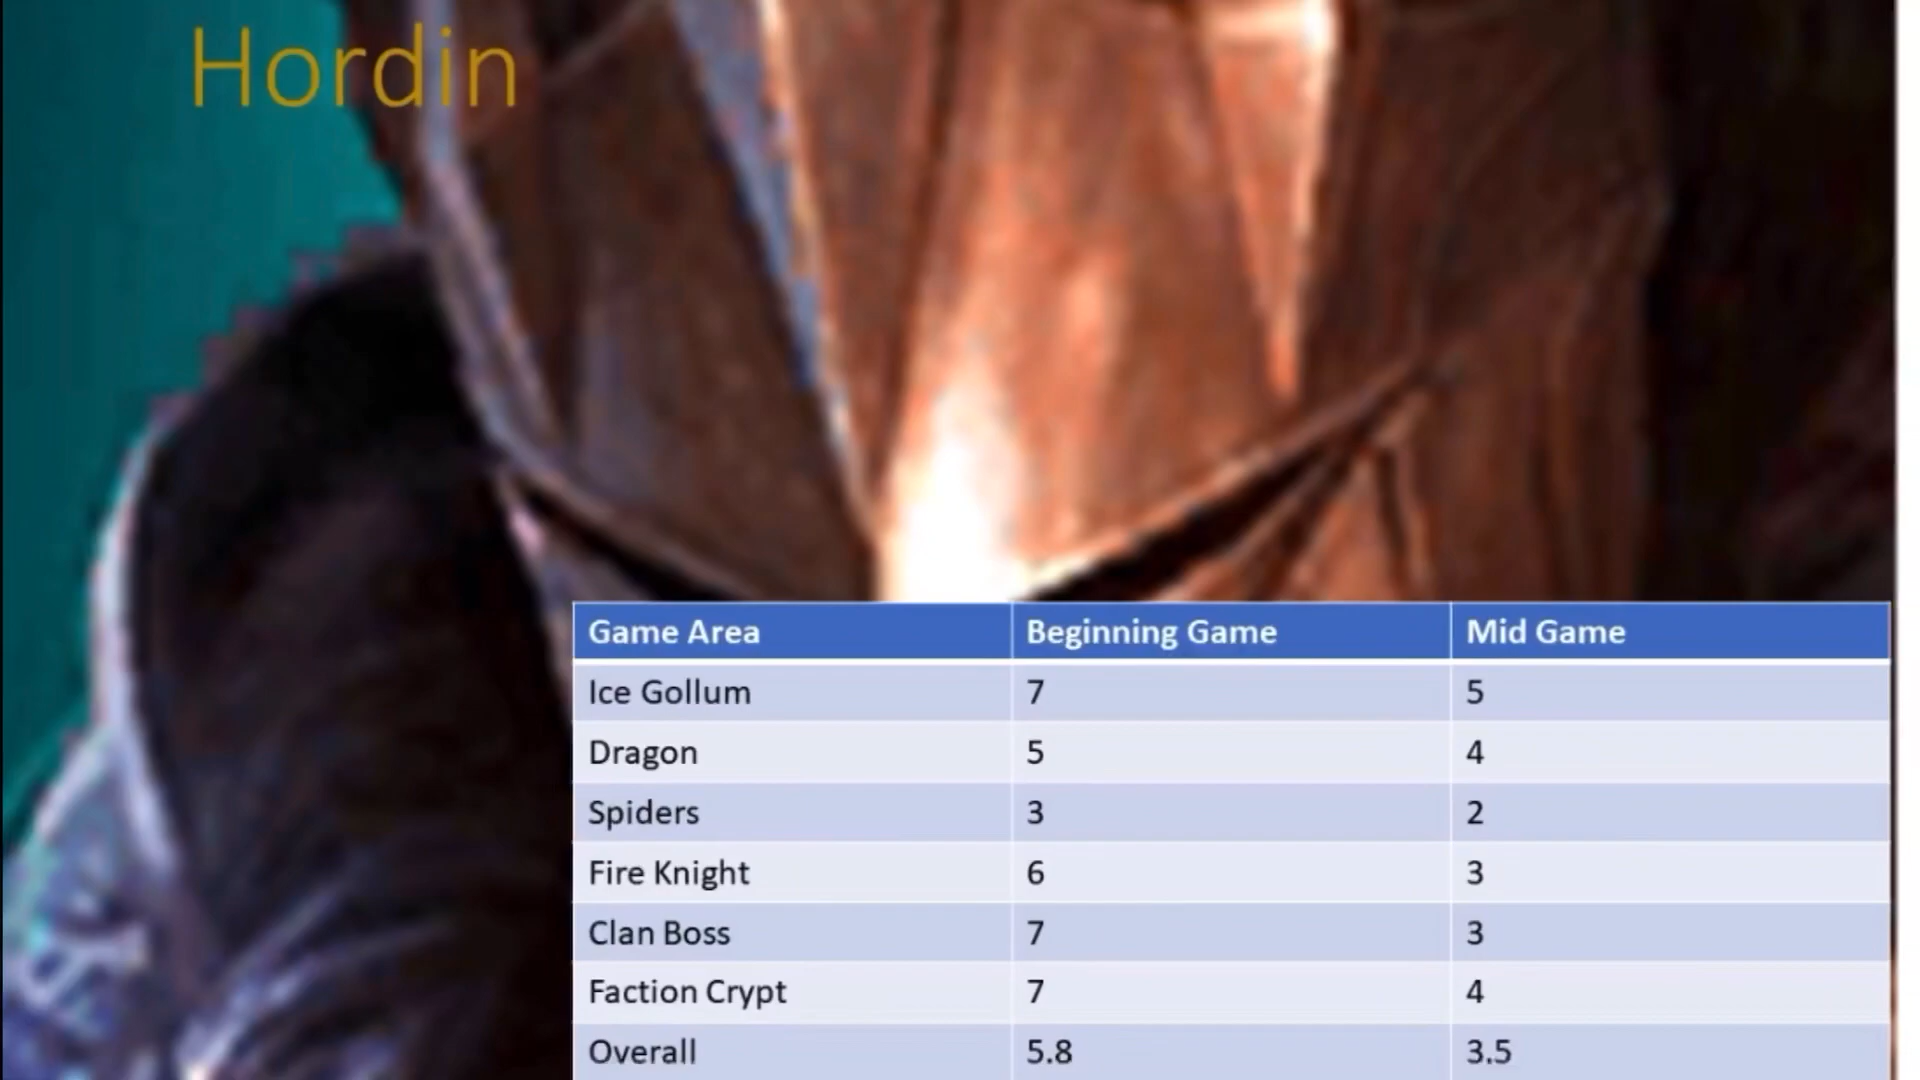 Hordin
Game Area Beginning Game Mid Game
Ice Gollum 7 5
Dragon 5 4
Spiders 3 2
Fire Knight 6 3
Clan Boss 7 3
Faction Crypt 7 4
Overall 5.8 3.5